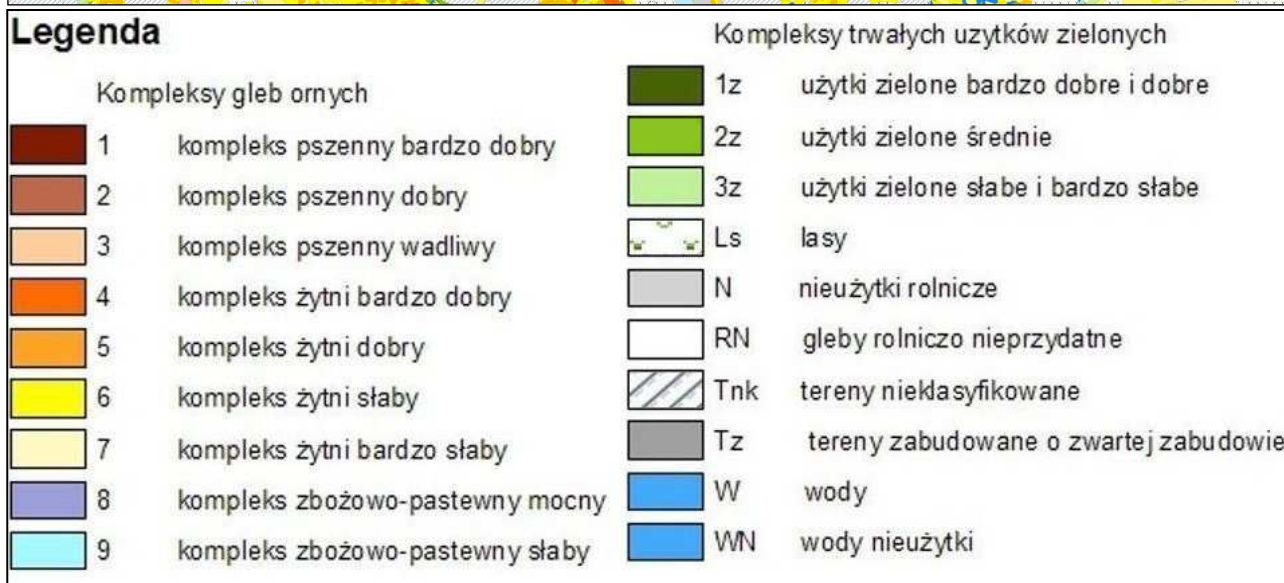 Legenda
Kompleksy gleb ornych
1 kompleks pszenny bardzo dobry
2 kompleks pszenny dobry
3 kompleks pszenny wadliwy
4 kompleks żytni bardzo dobry
5 kompleks żytni dobry
6 kompleks żytni słaby
7 kompleks żytni bardzo słaby
8 kompleks zbożowo-pastewny mocny
9 kompleks zbożowo-pastewny słaby
Kompleksy trwałych uzytków zielonych
1z użytki zielone bardzo dobre i dobre
2z użytki zielone średnie
3z użytki zielone słabe i bardzo słabe
Ls lasy
N nieużytki rolnicze
RN gleby rolniczo nieprzydatne
Tnk tereny nieklasyfikowane
Tz tereny zabudowane o zwartej zabudowie
W wody
WN wody nieużytki